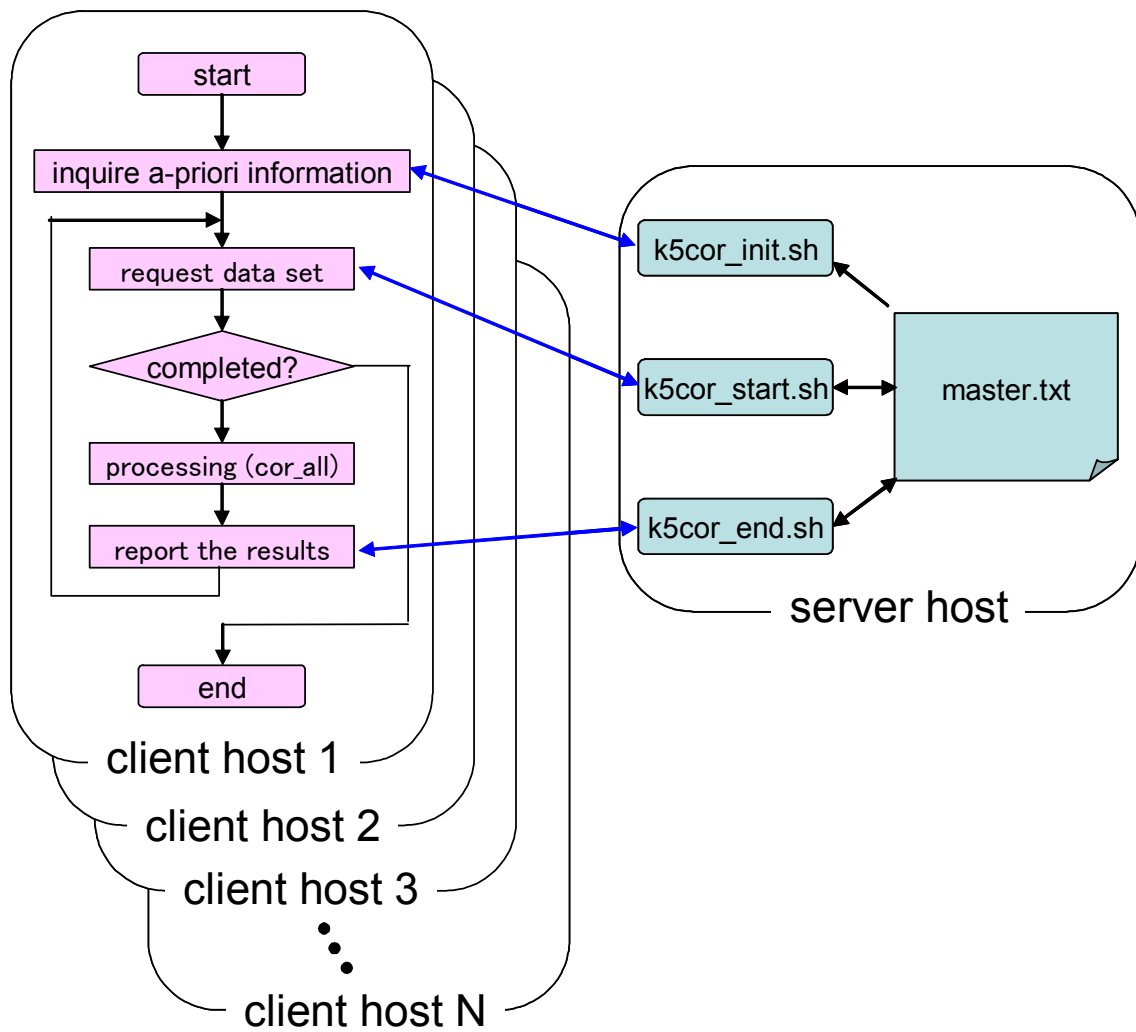 start
inquire a-priori information
request data set
completed?
processing (cor_all)
report the results
end
client host 1
client host 2
client host 3
client host N
k5cor_init.sh
k5cor_start.sh
k5cor_end.sh
master.txt
server host